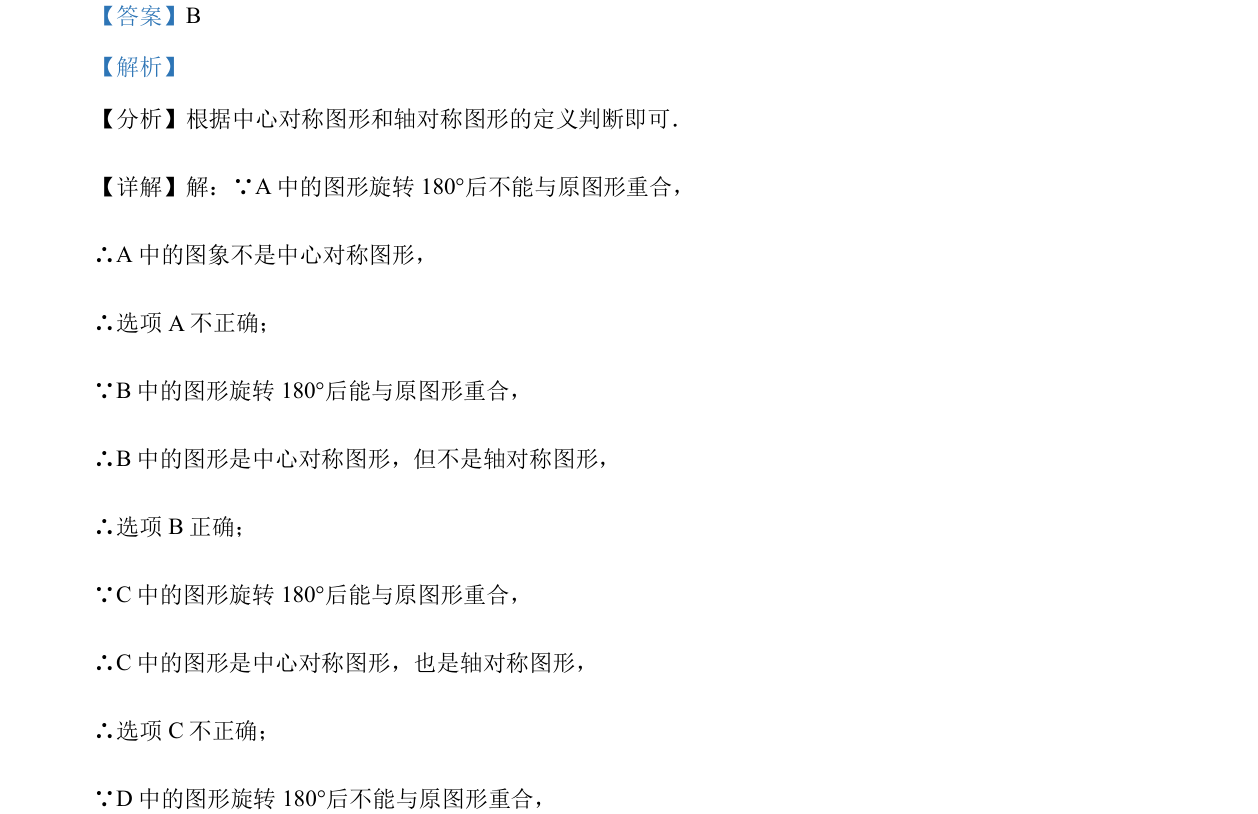 【答案】B
【解析】
【分析】根据中心对称图形和轴对称图形的定义判断即可．
【详解】解：∵A 中的图形旋转 180°后不能与原图形重合，
∴A 中的图象不是中心对称图形，
∴选项 A 不正确；
∵B 中的图形旋转 180°后能与原图形重合，
∴B 中的图形是中心对称图形，但不是轴对称图形，
∴选项 B 正确；
∵C 中的图形旋转 180°后能与原图形重合，
∴C 中的图形是中心对称图形，也是轴对称图形，
∴选项 C 不正确；
∵D 中的图形旋转 180°后不能与原图形重合，